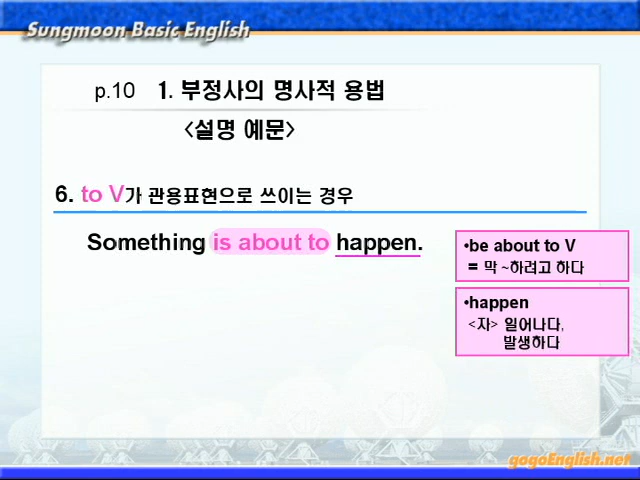 Sungmoon Basic English
p.10 1. 부정사의 명사적 용법
<설명 예문>
6. to V가 관용표현으로 쓰이는 경우
Something is about to happen.
•be about to V
= 막 ~하려고 하다
•happen
<자> 일어나다,
발생하다
gogoEnglish.net